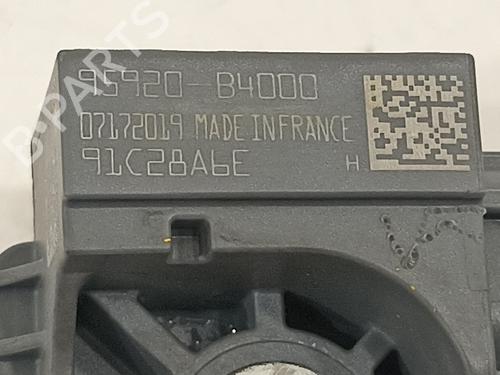 95920-B4000
07172019 MADE IN FRANCE
91C28A6E H
B-PARTS